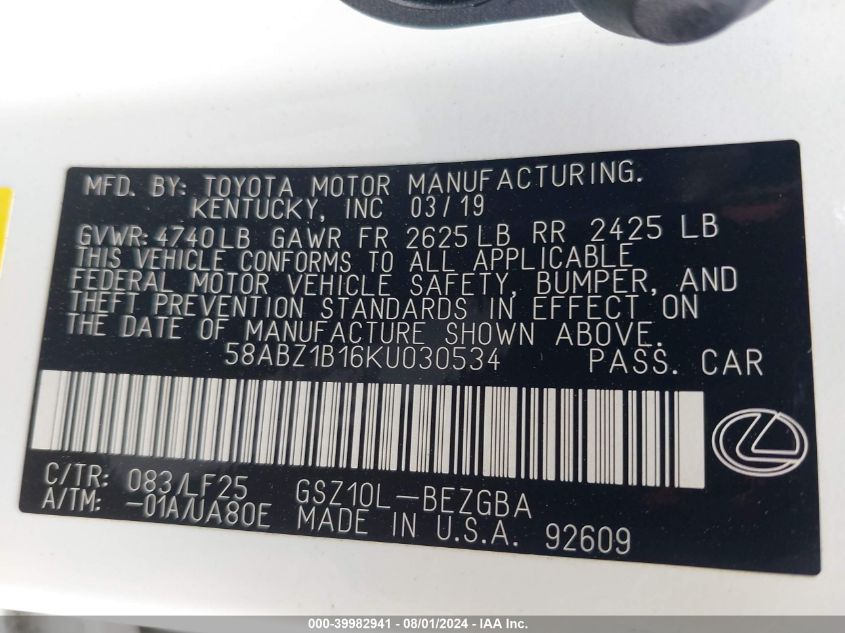 MFD. BY: TOYOTA MOTOR MANUFACTURING.
KENTUCKY, INC 03/19
GVWR: 4740LB GAWR FR 2625LB RR 2425 LB
THIS VEHICLE CONFORMS TO ALL APPLICABLE
FEDERAL MOTOR VEHICLE SAFETY, BUMPER, AND
THEFT PREVENTION STANDARDS IN EFFECT ON
THE DATE OF MANUFACTURE SHOWN ABOVE.
58ABZ1B16KU030534 PASS. CAR
C/TR: 083/LF25 GSZ10L-BEZGBA
A/TM: -01A/UA80E MADE IN U.S.A. 92609
000-39982941 | 08/01/2024 | IAA Inc.